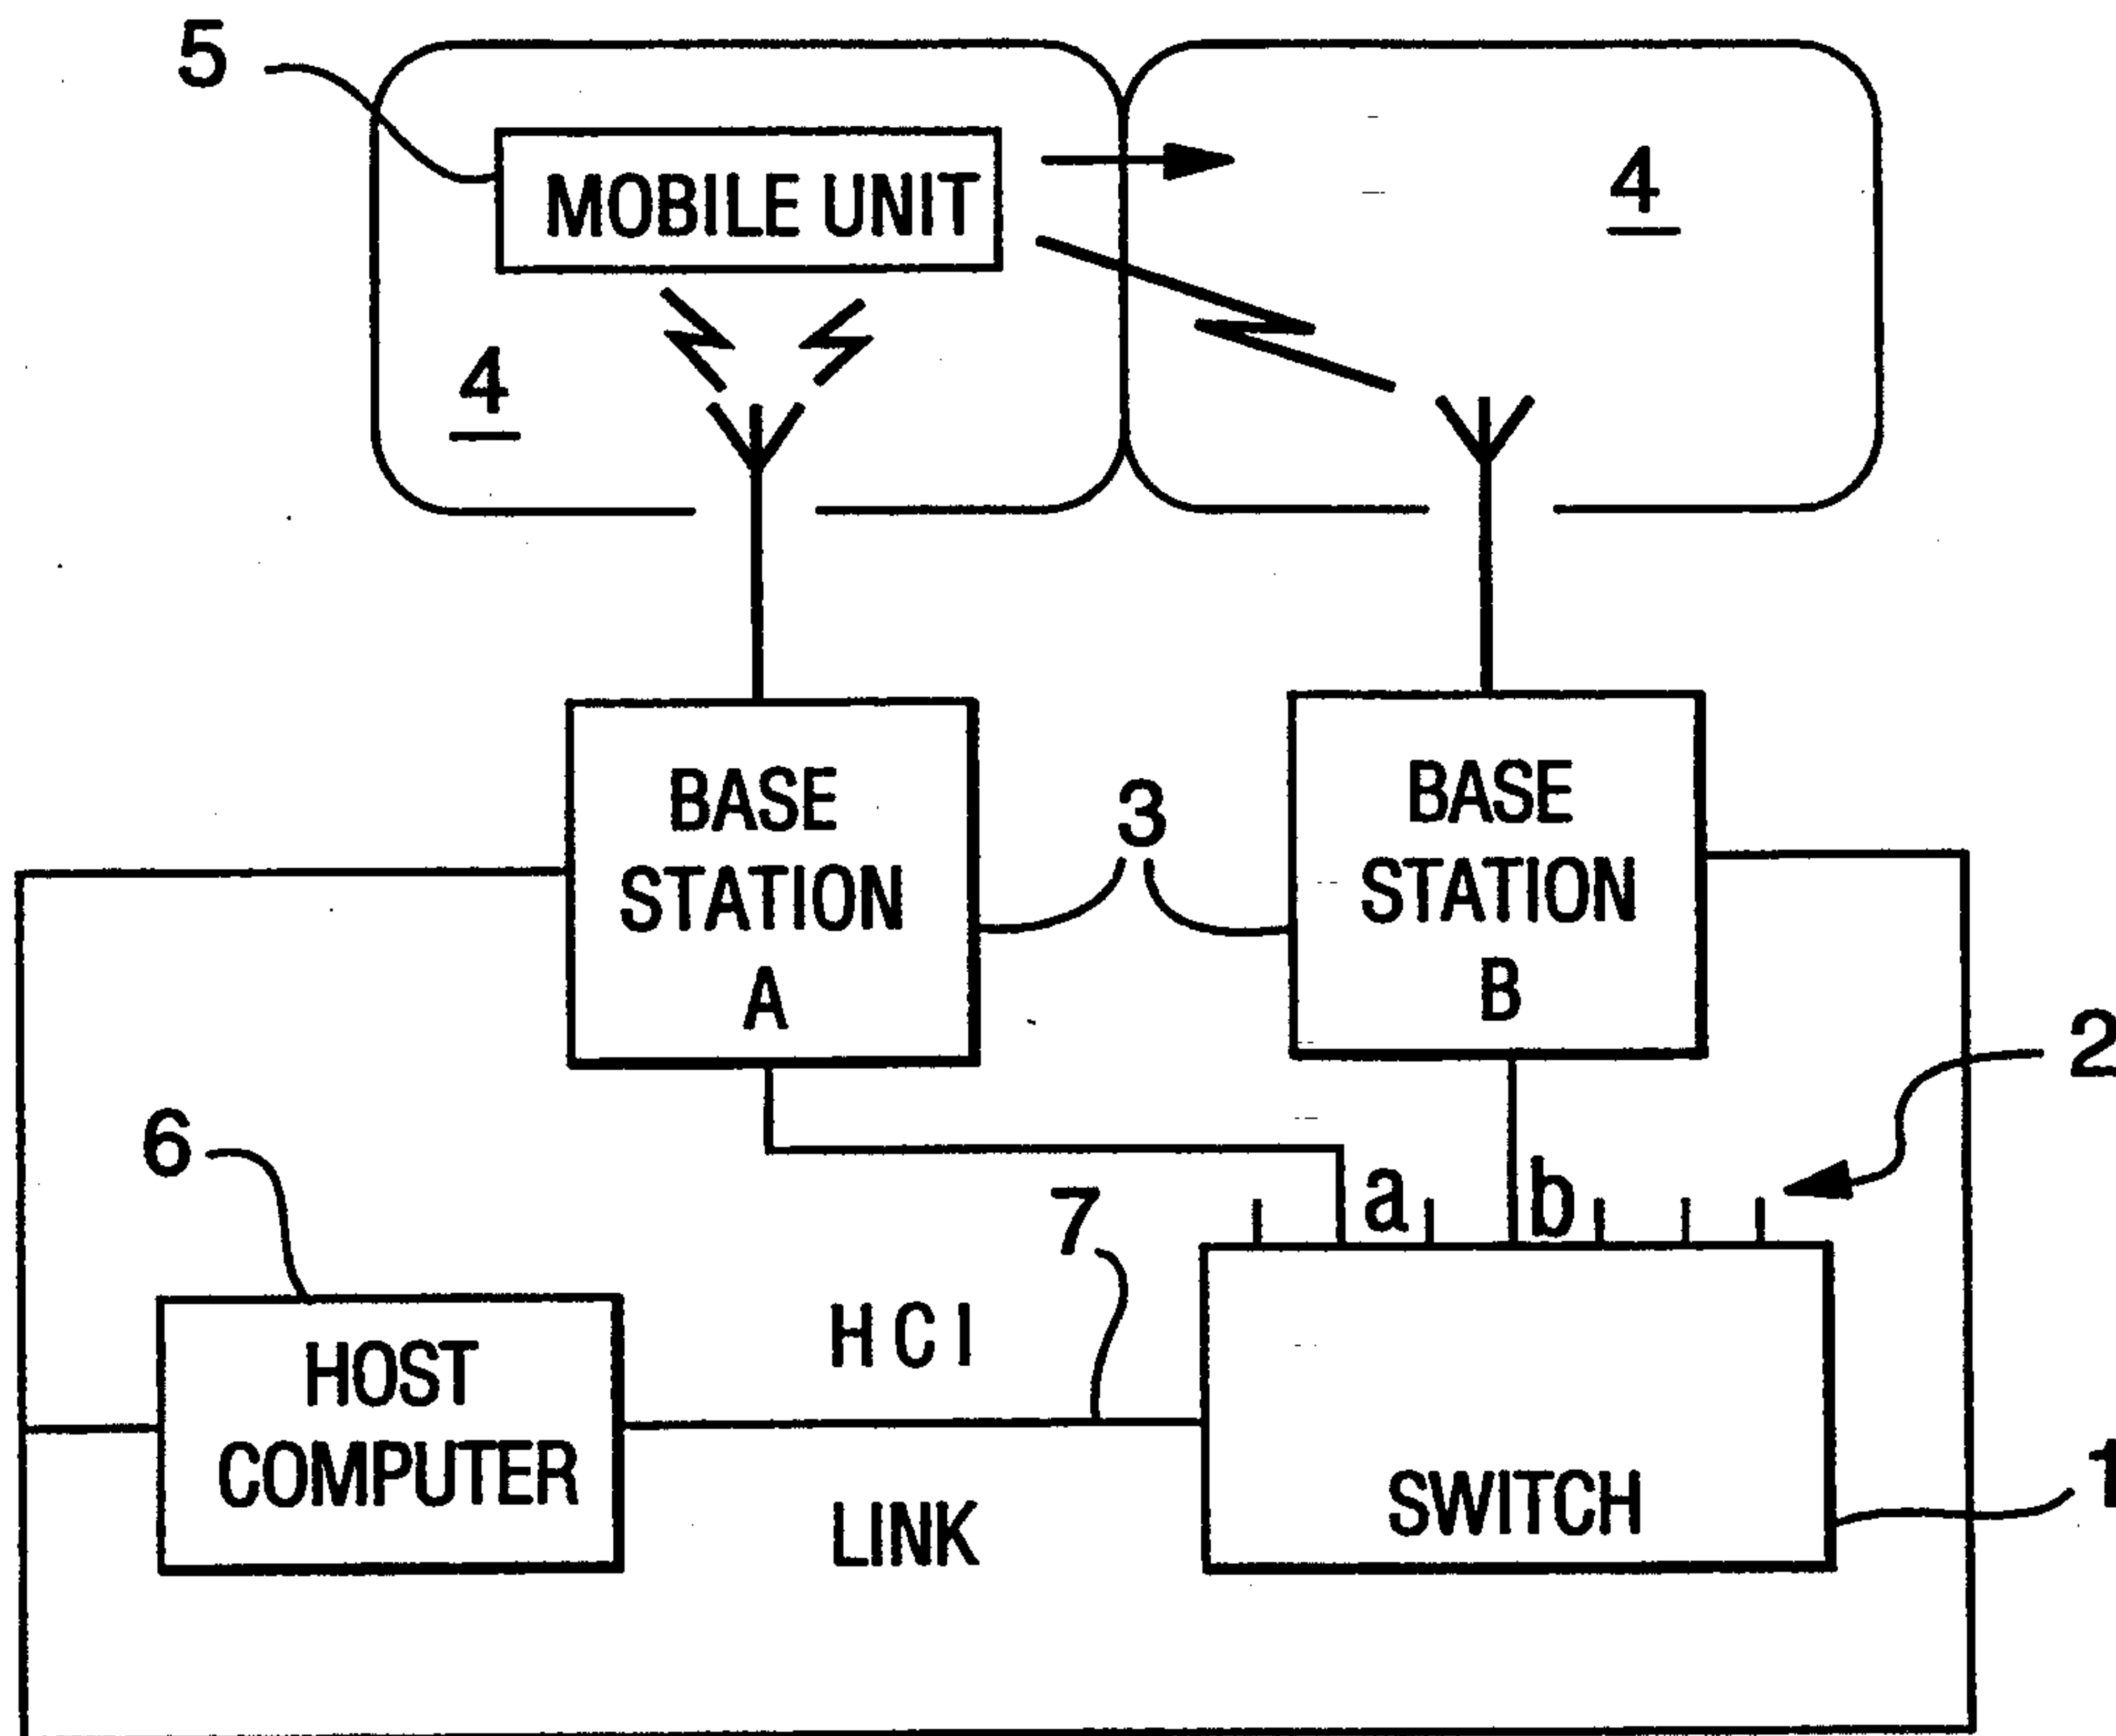 5
MOBILE UNIT
4
4
BASE
STATION
A
3
BASE
STATION
B
2
6
7
a
b
HOST
COMPUTER
HCI
LINK
SWITCH
1